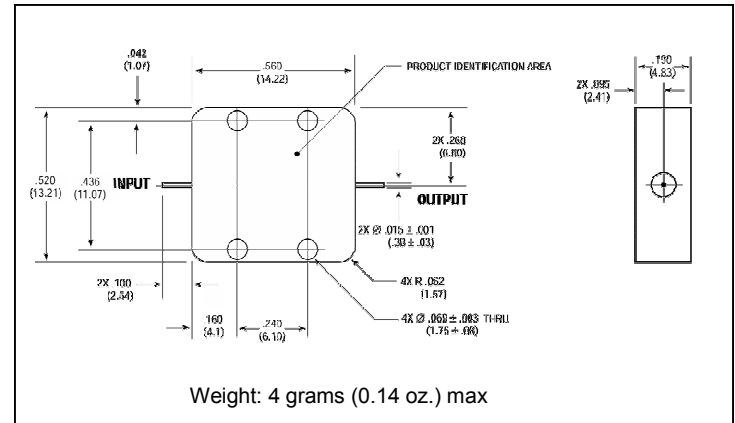 .042
(1.07)
.560
(14.22)
PRODUCT IDENTIFICATION AREA
.190
(4.83)
2X .095
(2.41)
2X .268
(6.80)
.520
(13.21)
.436
(11.07)
INPUT
OUTPUT
2X Ø .015 ± .001
(.38 ± .03)
2X .100
(2.54)
4X R .062
(1.57)
.160
(4.1)
.240
(6.10)
4X Ø .069 ± .003 THRU
(1.75 ± .08)
Weight: 4 grams (0.14 oz.) max